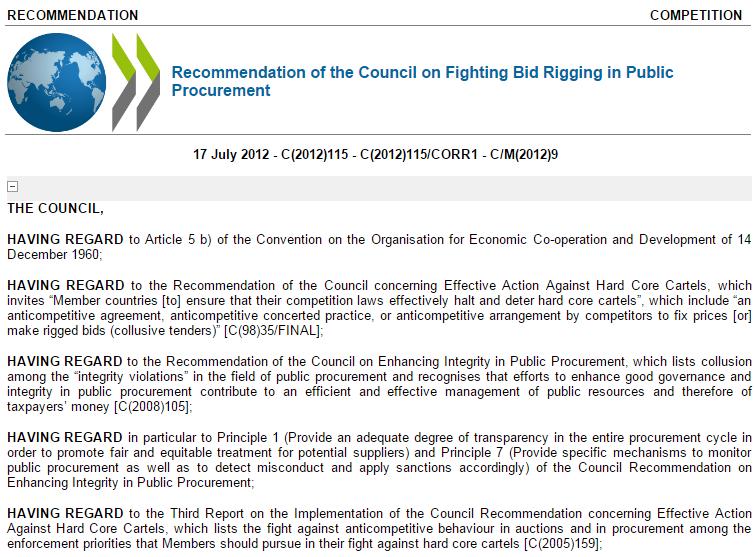 RECOMMENDATION
COMPETITION
Recommendation of the Council on Fighting Bid Rigging in Public
Procurement
17 July 2012 - C(2012)115 - C(2012)115/CORR1 - C/M(2012)9
THE COUNCIL,
HAVING REGARD to Article 5 b) of the Convention on the Organisation for Economic Co-operation and Development of 14
December 1960;
HAVING REGARD to the Recommendation of the Council concerning Effective Action Against Hard Core Cartels, which
invites “Member countries [to] ensure that their competition laws effectively halt and deter hard core cartels”, which include “an
anticompetitive agreement, anticompetitive concerted practice, or anticompetitive arrangement by competitors to fix prices [or]
make rigged bids (collusive tenders)” [C(98)35/FINAL];
HAVING REGARD to the Recommendation of the Council on Enhancing Integrity in Public Procurement, which lists collusion
among the “integrity violations” in the field of public procurement and recognises that efforts to enhance good governance and
integrity in public procurement contribute to an efficient and effective management of public resources and therefore of
taxpayers’ money [C(2008)105];
HAVING REGARD in particular to Principle 1 (Provide an adequate degree of transparency in the entire procurement cycle in
order to promote fair and equitable treatment for potential suppliers) and Principle 7 (Provide specific mechanisms to monitor
public procurement as well as to detect misconduct and apply sanctions accordingly) of the Council Recommendation on
Enhancing Integrity in Public Procurement;
HAVING REGARD to the Third Report on the Implementation of the Council Recommendation concerning Effective Action
Against Hard Core Cartels, which lists the fight against anticompetitive behaviour in auctions and in procurement among the
enforcement priorities that Members should pursue in their fight against hard core cartels [C(2005)159];